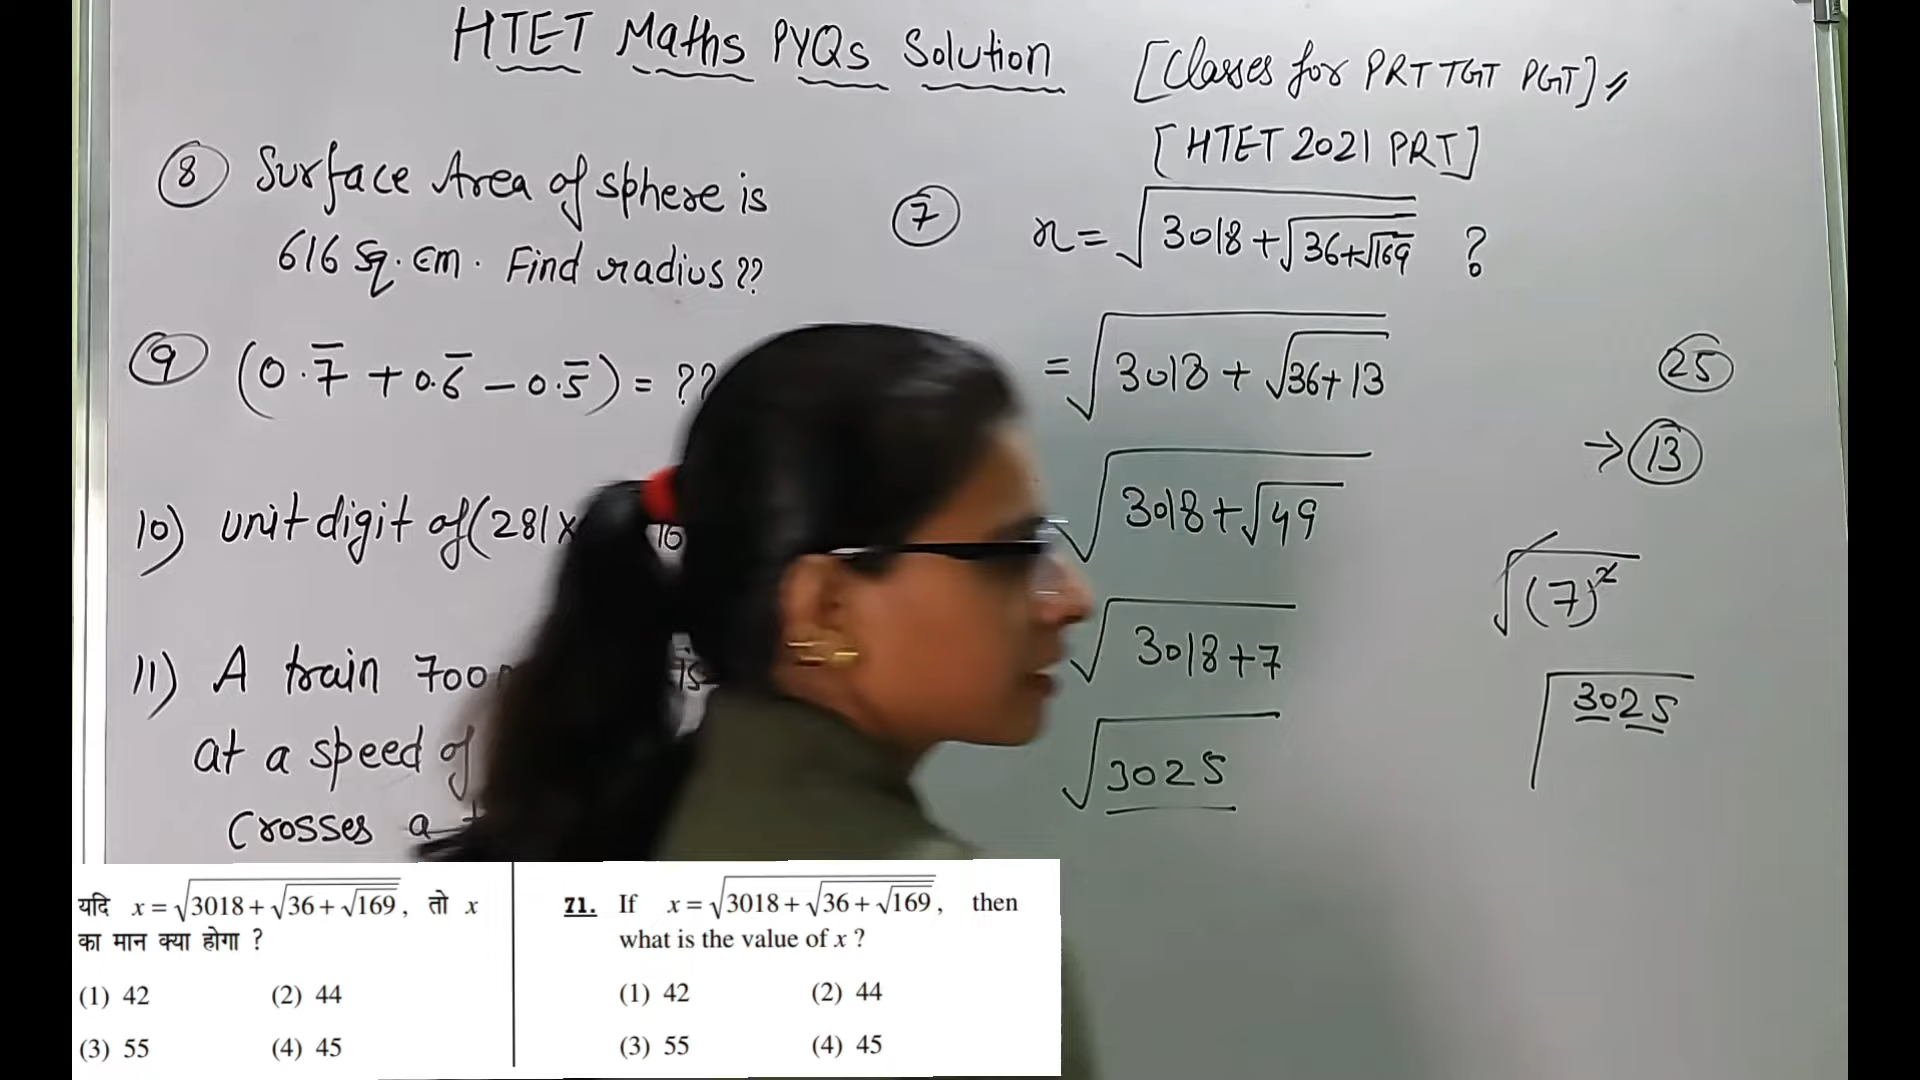 HTET Maths PYQs Solution
[Classes for PRT TGT PGT]
[HTET 2021 PRT]
8 Surface Area of sphere is
616 sq. cm. Find radius??
9 (0.7̅ + 0.6̅ - 0.5̅) = ??
10) unit digit of (281×
11) A train 700
is
at a speed of
Crosses a
7 x = √(3018+√(36+√169)) ?
= √(3018 + √(36+13))
√(3018+√49)
√(3018+7)
√3025
25
→ 13
√(7)²
3025
यदि x = √(3018+√(36+√169)), तो x
का मान क्या होगा ?
(1) 42 (2) 44
(3) 55 (4) 45
71. If x = √(3018+√(36+√169)), then
what is the value of x ?
(1) 42 (2) 44
(3) 55 (4) 45